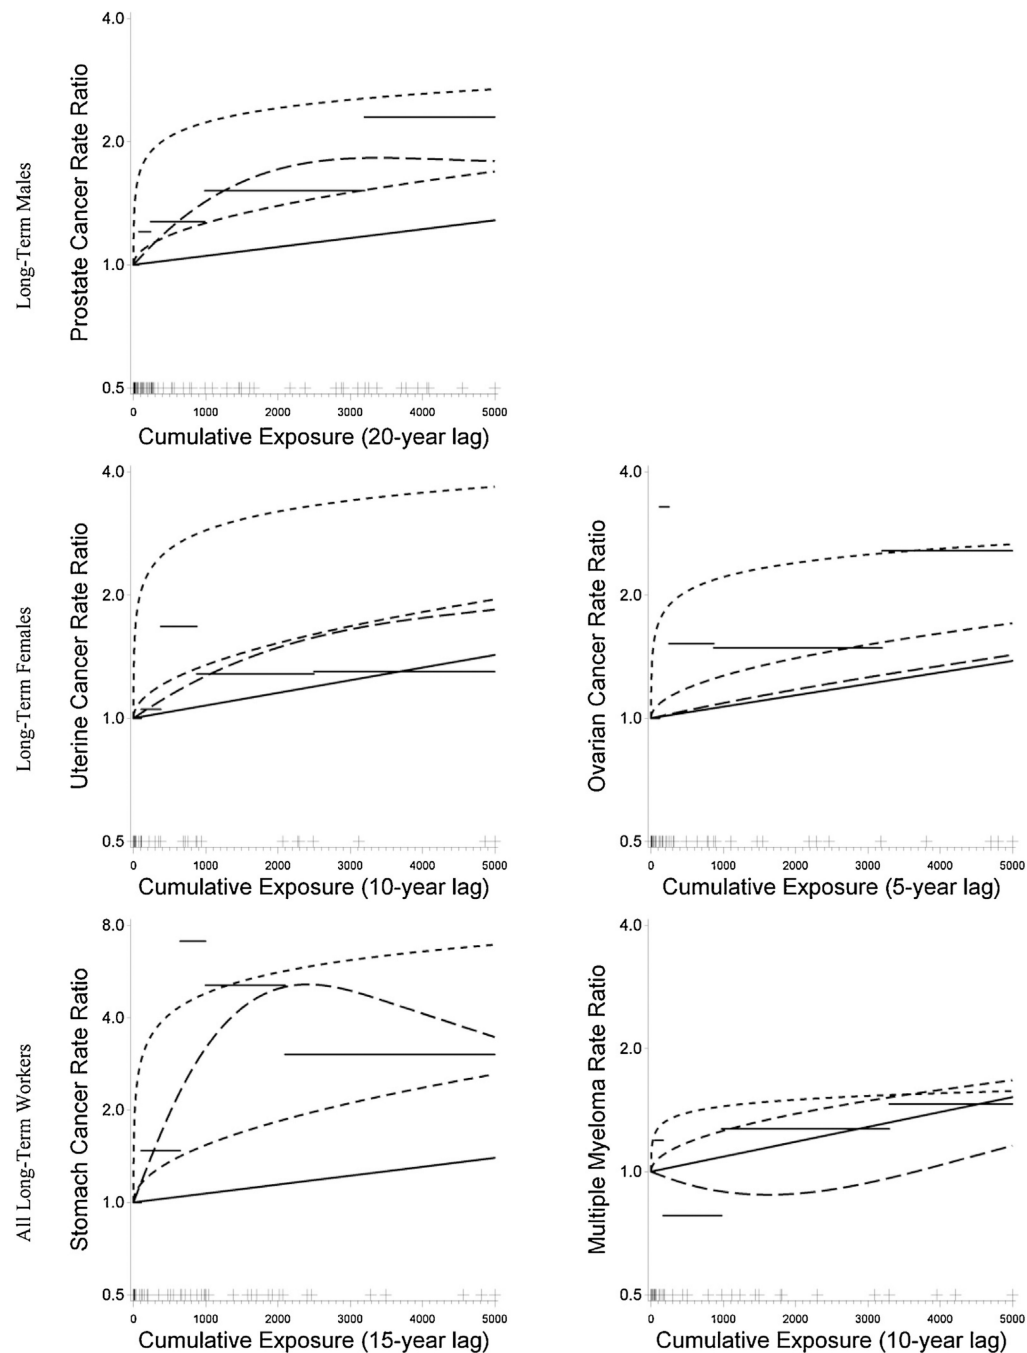 Long-Term Males
Prostate Cancer Rate Ratio
4.0
2.0
1.0
0.5
0 1000 2000 3000 4000 5000
Cumulative Exposure (20-year lag)
Long-Term Females
Uterine Cancer Rate Ratio
4.0
2.0
1.0
0.5
0 1000 2000 3000 4000 5000
Cumulative Exposure (10-year lag)
Ovarian Cancer Rate Ratio
4.0
2.0
1.0
0.5
0 1000 2000 3000 4000 5000
Cumulative Exposure (5-year lag)
All Long-Term Workers
Stomach Cancer Rate Ratio
8.0
4.0
2.0
1.0
0.5
0 1000 2000 3000 4000 5000
Cumulative Exposure (15-year lag)
Multiple Myeloma Rate Ratio
4.0
2.0
1.0
0.5
0 1000 2000 3000 4000 5000
Cumulative Exposure (10-year lag)